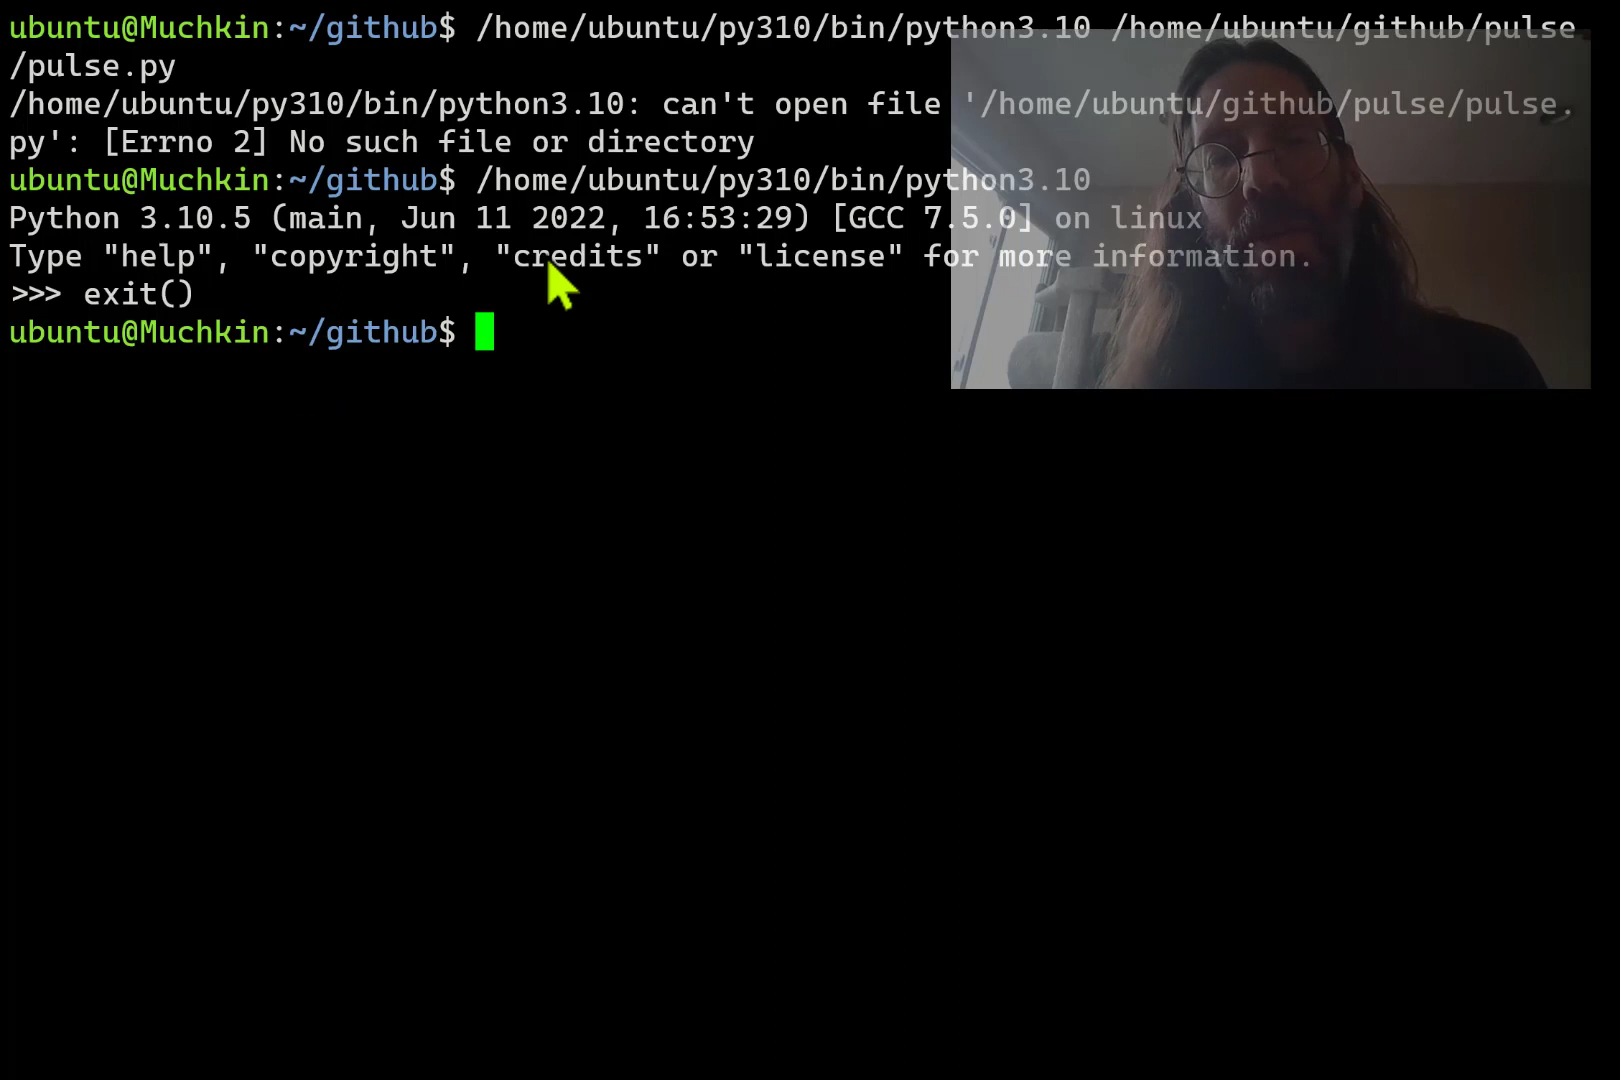 ubuntu@Muchkin:~/github$ /home/ubuntu/py310/bin/python3.10 /home/ubuntu/github/pulse
/pulse.py
/home/ubuntu/py310/bin/python3.10: can't open file '/home/ubuntu/github/pulse/pulse.
py': [Errno 2] No such file or directory
ubuntu@Muchkin:~/github$ /home/ubuntu/py310/bin/python3.10
Python 3.10.5 (main, Jun 11 2022, 16:53:29) [GCC 7.5.0] on linux
Type "help", "copyright", "credits" or "license" for more information.
>>> exit()
ubuntu@Muchkin:~/github$